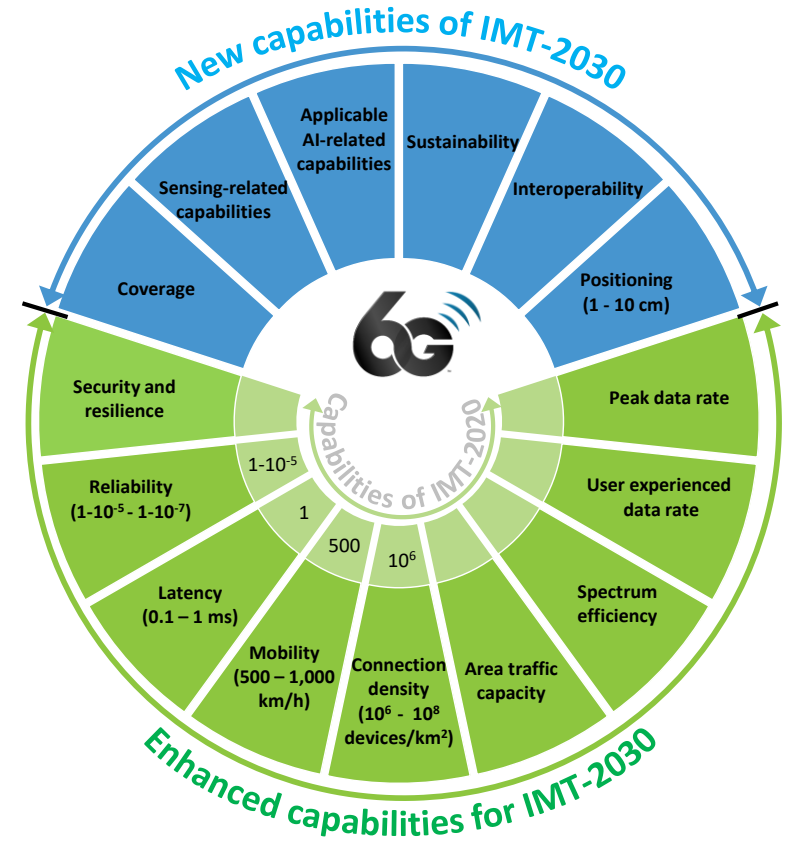 New capabilities of IMT-2030
Applicable
AI-related
capabilities
Sustainability
Sensing-related
capabilities
Interoperability
Coverage
Positioning
(1 - 10 cm)
6G
™
Security and
resilience
Peak data rate
Capabilities of IMT-2020
Reliability
(1-10⁻⁵ - 1-10⁻⁷)
1-10⁻⁵
User experienced
data rate
Latency
(0.1 – 1 ms)
1
Spectrum
efficiency
Mobility
(500 – 1,000
km/h)
500
Connection
density
(10⁶ - 10⁸
devices/km²)
10⁶
Area traffic
capacity
Enhanced capabilities for IMT-2030